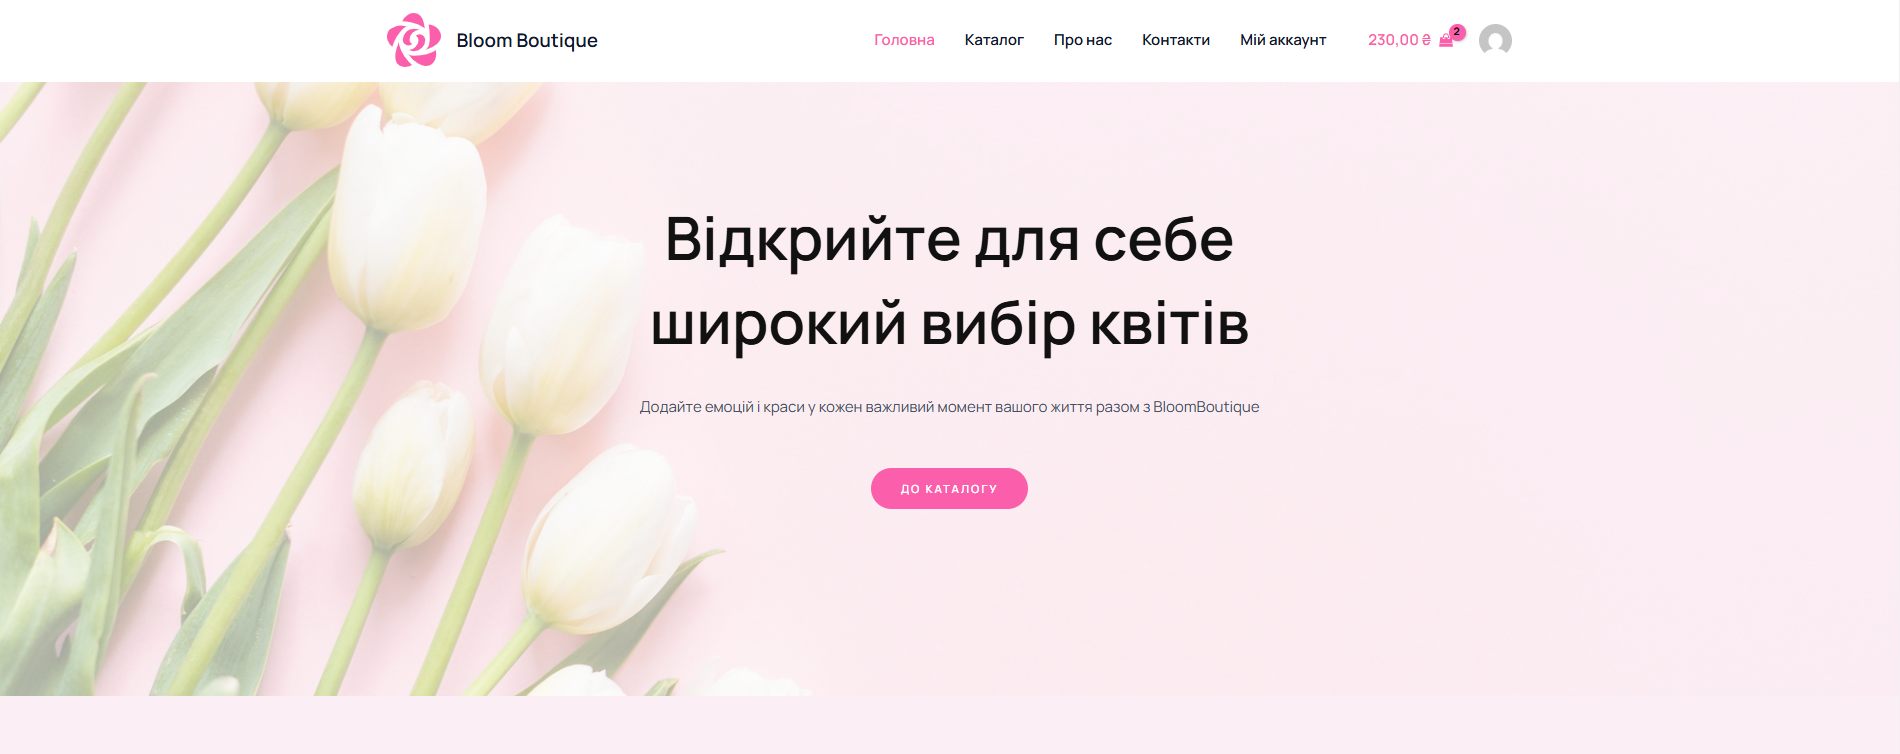 Bloom Boutique
Головна Каталог Про нас Контакти Мій аккаунт 230,00 ₴ 2
Відкрийте для себе
широкий вибір квітів
Додайте емоцій і краси у кожен важливий момент вашого життя разом з BloomBoutique
ДО КАТАЛОГУ